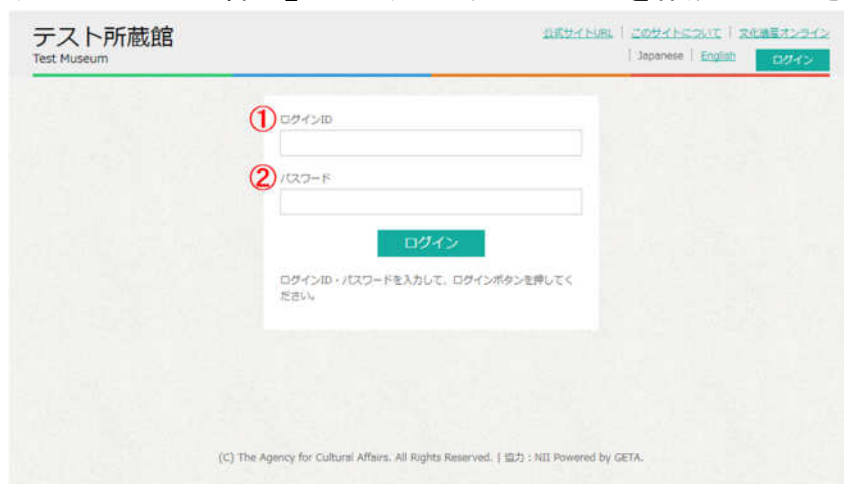 テスト所蔵館
Test Museum
公式サイトURL | このサイトについて | 文化遺産オンライン
| Japanese | English ログイン
① ログインID
② パスワード
ログイン
ログインID・パスワードを入力して、ログインボタンを押してく
ださい。
(C) The Agency for Cultural Affairs. All Rights Reserved. | 協力：NII Powered by GETA.